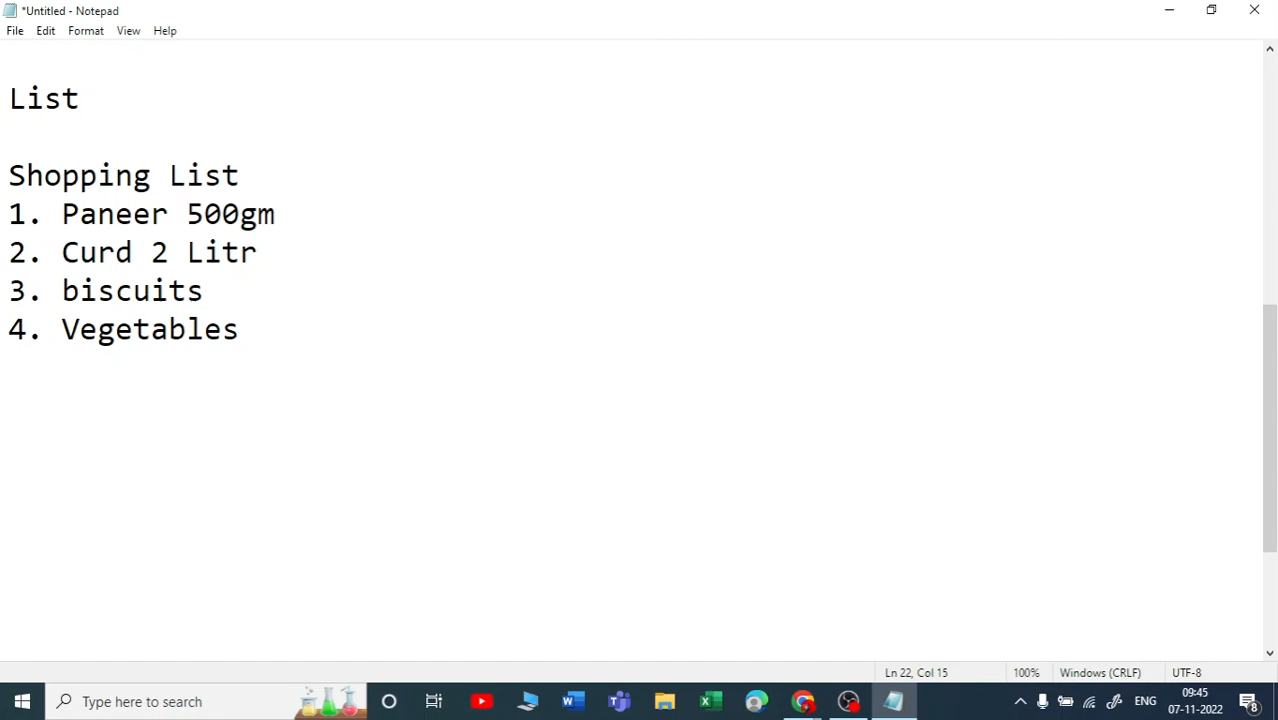 *Untitled - Notepad
File Edit Format View Help
List
Shopping List
1. Paneer 500gm
2. Curd 2 Litr
3. biscuits
4. Vegetables
Ln 22, Col 15 100% Windows (CRLF) UTF-8
Type here to search
ENG
09:45
07-11-2022
8